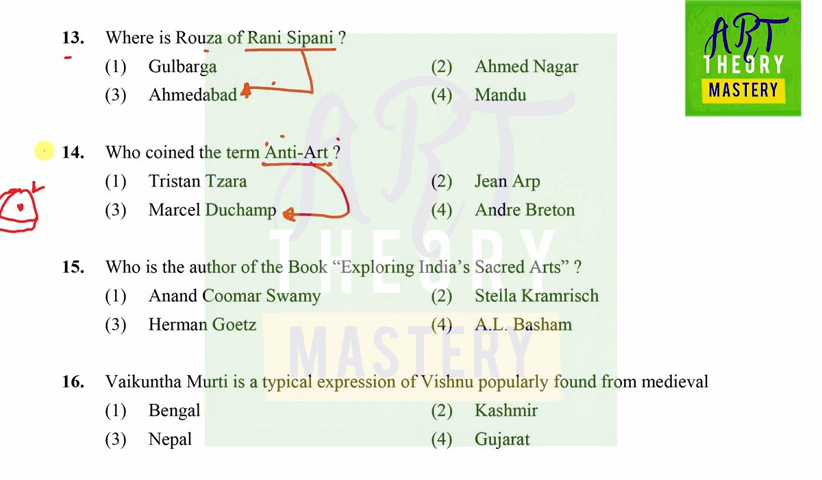 ART
THEORY
MASTERY
13. Where is Rouza of Rani Sipani ?
(1) Gulbarga (2) Ahmed Nagar
(3) Ahmedabad (4) Mandu
14. Who coined the term Anti-Art ?
(1) Tristan Tzara (2) Jean Arp
(3) Marcel Duchamp (4) Andre Breton
15. Who is the author of the Book “Exploring India’s Sacred Arts” ?
(1) Anand Coomar Swamy (2) Stella Kramrisch
(3) Herman Goetz (4) A.L. Basham
16. Vaikuntha Murti is a typical expression of Vishnu popularly found from medieval
(1) Bengal (2) Kashmir
(3) Nepal (4) Gujarat
ART
THEORY
MASTERY